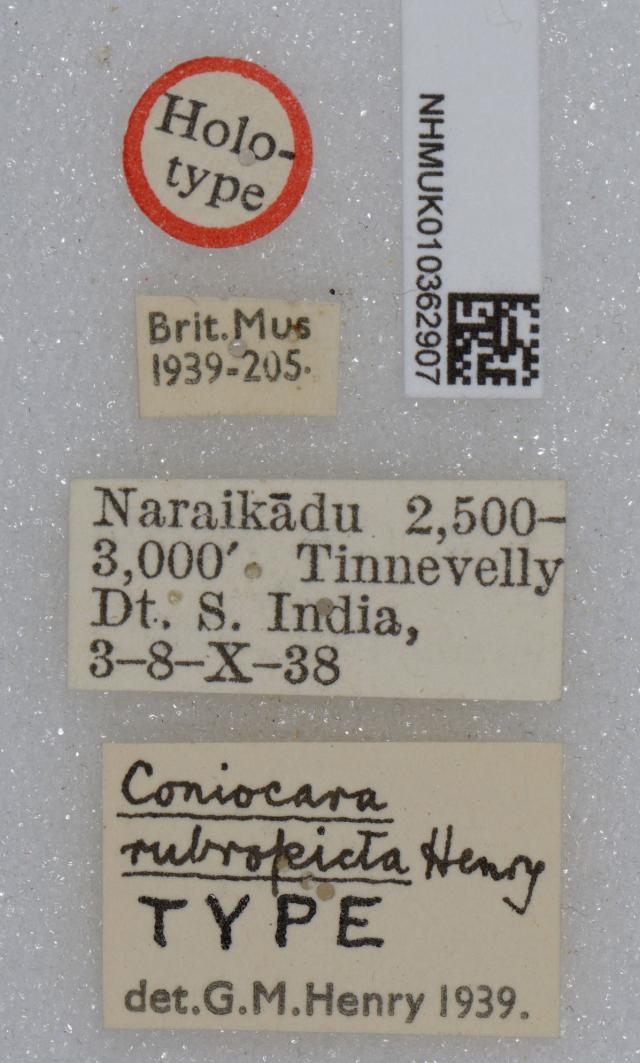 Holo-
type
NHMUK010362907
Brit.Mus
1939-205.
Naraikādu 2,500–
3,000′. Tinnevelly
Dt. S. India,
3–8–X–38
Coniocara
rubropicta Henry
TYPE
det.G.M.Henry 1939.